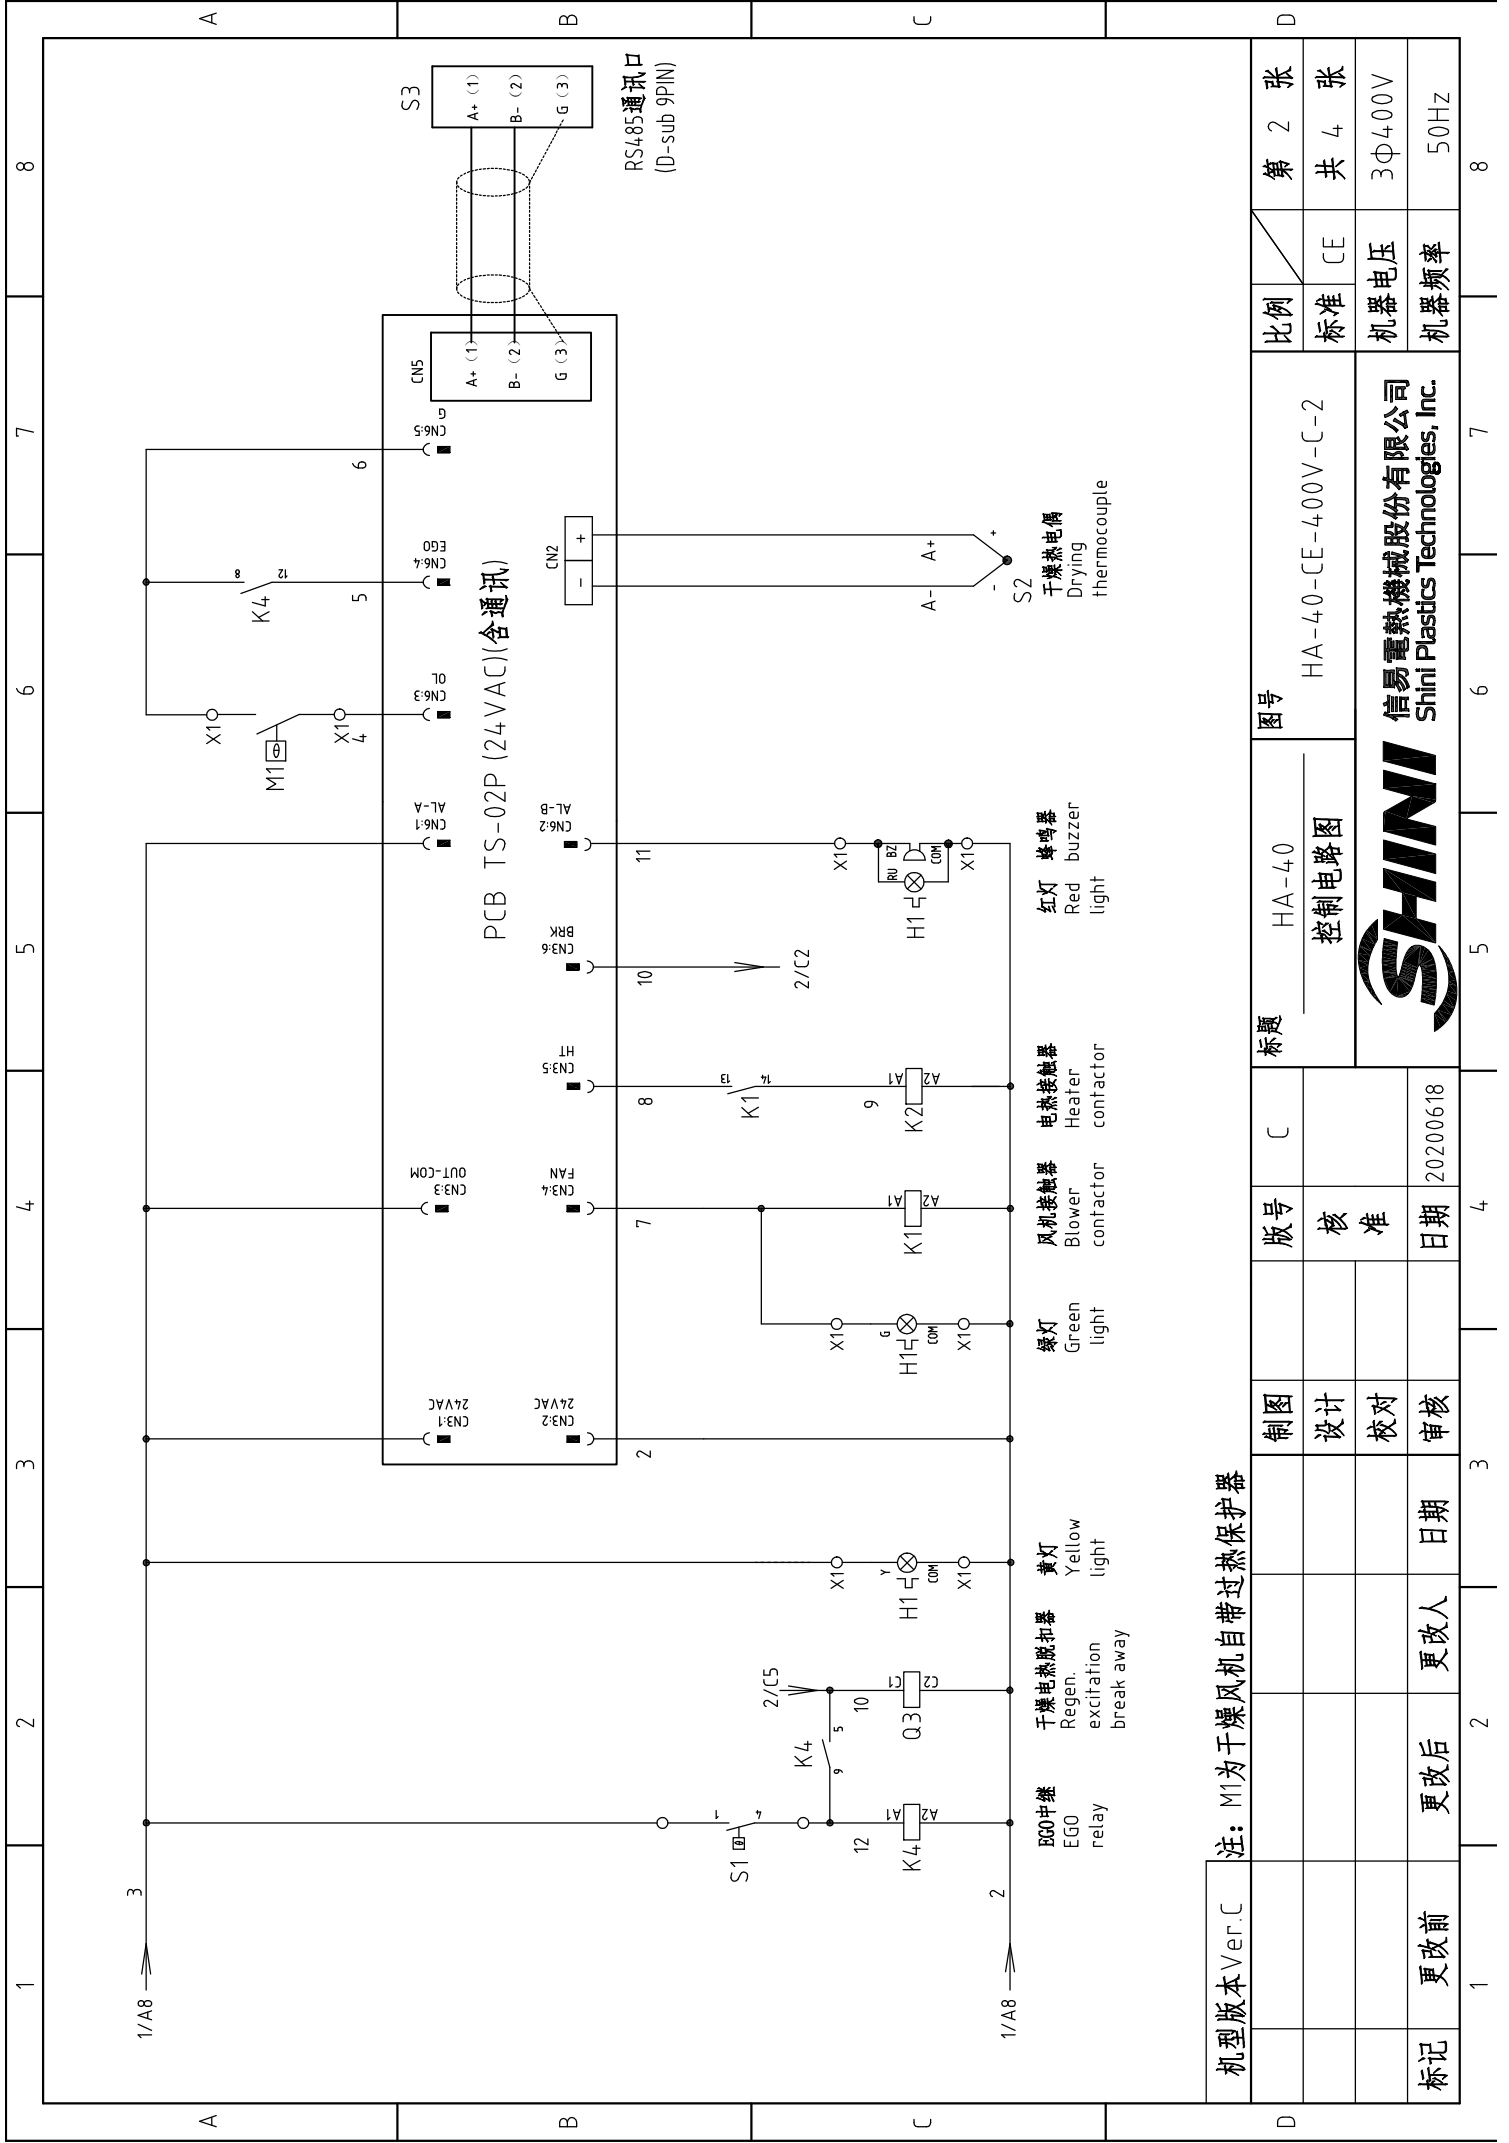 1 2 3 4 5 6 7 8
A
B
C
D
A
B
C
D
1/A8
3
1/A8
2
S1
θ
1
4
12
K4
A1
A2
EGO中继
EGO
relay
K4
9
5
2/C5
10
Q3
C1
C2
干燥电热脱扣器
Regen.
excitation
break away
X1
Y
H1
COM
X1
黄灯
Yellow
light
CN3:1
24VAC
CN3:2
24VAC
2
X1
G
H1
COM
X1
绿灯
Green
light
CN3:3
OUT-COM
CN3:4
FAN
7
K1
A1
A2
风机接触器
Blower
contactor
CN3:5
HT
8
K1
13
14
9
K2
A1
A2
电热接触器
Heater
contactor
CN3:6
BRK
10
2/C2
CN6:1
AL-A
CN6:2
AL-B
11
X1
RU
BZ
H1
COM
X1
红灯
Red
light
蜂鸣器
buzzer
PCB TS-02P (24VAC)(含通讯)
X1
M1
θ
X1
4
CN6:3
OL
K4
8
12
5
CN6:4
EGO
6
CN6:5
G
CN2
-
+
A-
A+
-
+
S2
干燥热电偶
Drying
thermocouple
CN5
A+(1)
B-(2)
G(3)
S3
A+(1)
B-(2)
G(3)
RS485通讯口
(D-sub 9PIN)
机型版本Ver.C
注: M1为干燥风机自带过热保护器
标记
更改前
更改后
更改人
日期
制图
设计
校对
审核
版号
C
核
准
日期
20200618
标题
HA-40
控制电路图
图号
HA-40-CE-400V-C-2
SHINI
信易電熱機械股份有限公司
Shini Plastics Technologies, Inc.
比例
第 2 张
标准
CE
共 4 张
机器电压
3Φ400V
机器频率
50Hz
1 2 3 4 5 6 7 8